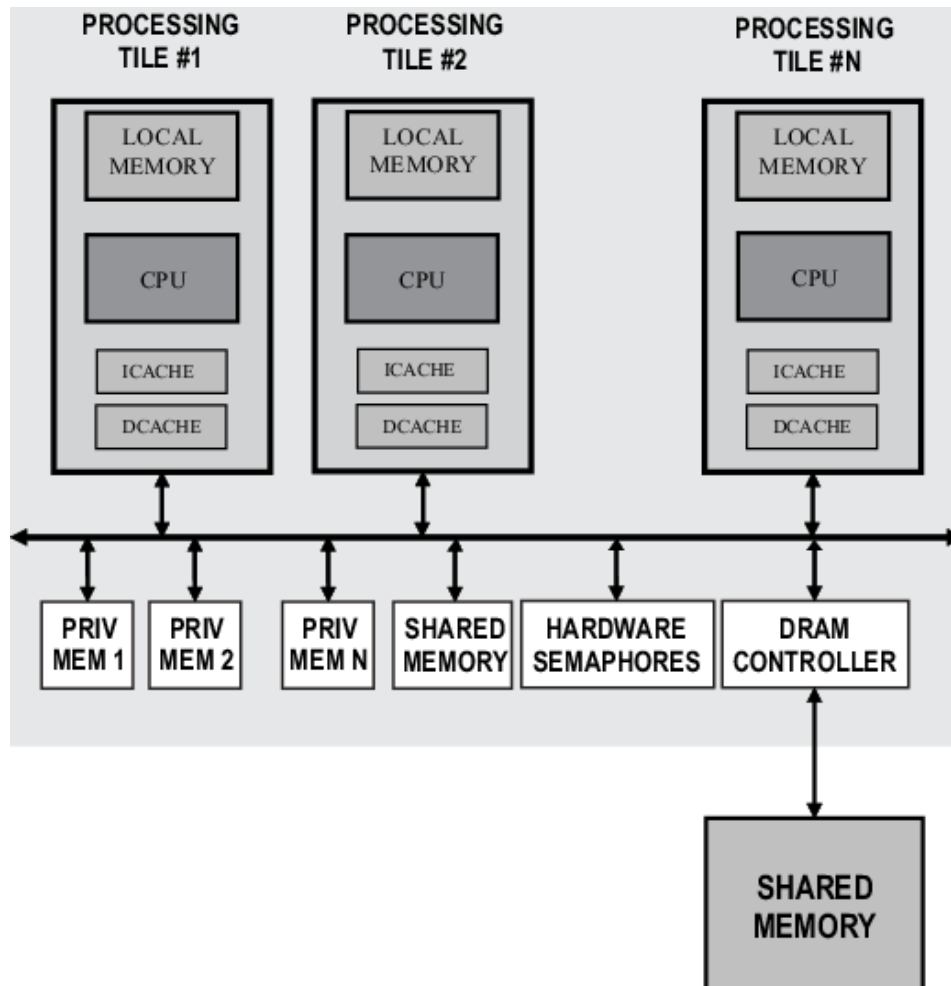 PROCESSING
TILE #1
PROCESSING
TILE #2
PROCESSING
TILE #N
LOCAL
MEMORY
CPU
ICACHE
DCACHE
LOCAL
MEMORY
CPU
ICACHE
DCACHE
LOCAL
MEMORY
CPU
ICACHE
DCACHE
PRIV
MEM 1
PRIV
MEM 2
PRIV
MEM N
SHARED
MEMORY
HARDWARE
SEMAPHORES
DRAM
CONTROLLER
SHARED
MEMORY